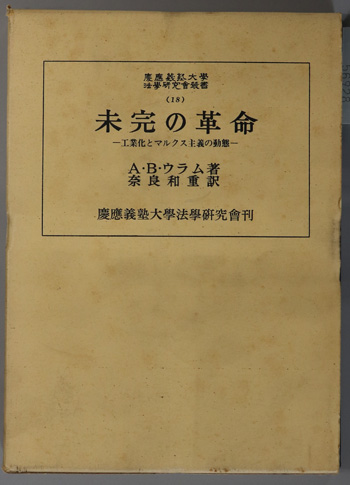 慶應義塾大學
法學研究會叢書
(18)
未完の革命
―工業化とマルクス主義の動態―
A・B・ウラム著
奈良和重訳
慶應義塾大學法學研究會刊